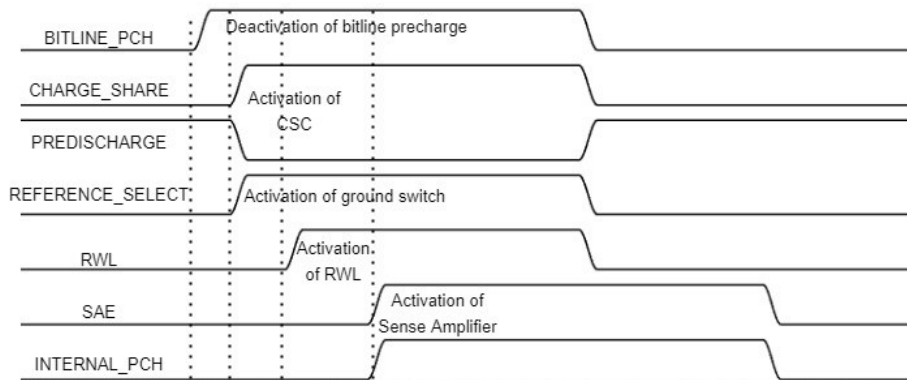 BITLINE_PCH
Deactivation of bitline precharge
CHARGE_SHARE
Activation of
CSC
PREDISCHARGE
REFERENCE_SELECT
Activation of ground switch
RWL
Activation
of RWL
SAE
Activation of
Sense Amplifier
INTERNAL_PCH